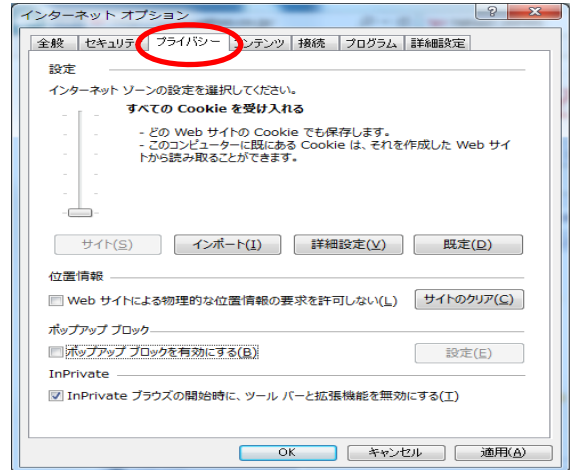 インターネット オプション
全般 セキュリテ プライバシー コンテンツ 接続 プログラム 詳細設定
設定
インターネット ゾーンの設定を選択してください。
すべての Cookie を受け入れる
- どの Web サイトの Cookie でも保存します。
- このコンピューターに既にある Cookie は、それを作成した Web サイ
トから読み取ることができます。
サイト(S) インポート(I) 詳細設定(V) 既定(D)
位置情報
Web サイトによる物理的な位置情報の要求を許可しない(L) サイトのクリア(C)
ポップアップ ブロック
ポップアップ ブロックを有効にする(B) 設定(E)
InPrivate
InPrivate ブラウズの開始時に、ツール バーと拡張機能を無効にする(T)
OK キャンセル 適用(A)